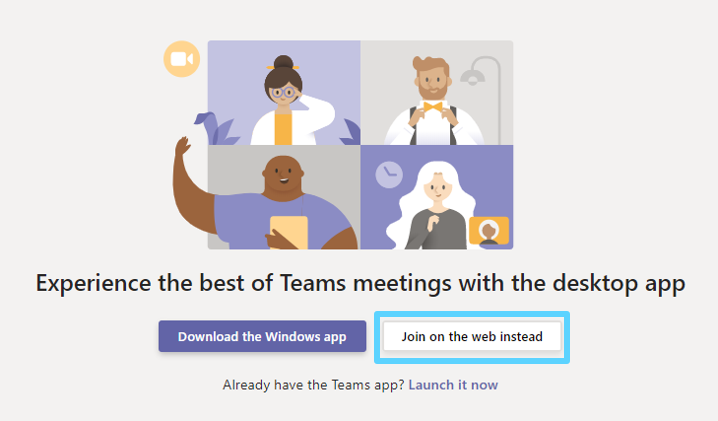 Experience the best of Teams meetings with the desktop app
Download the Windows app
Join on the web instead
Already have the Teams app? Launch it now